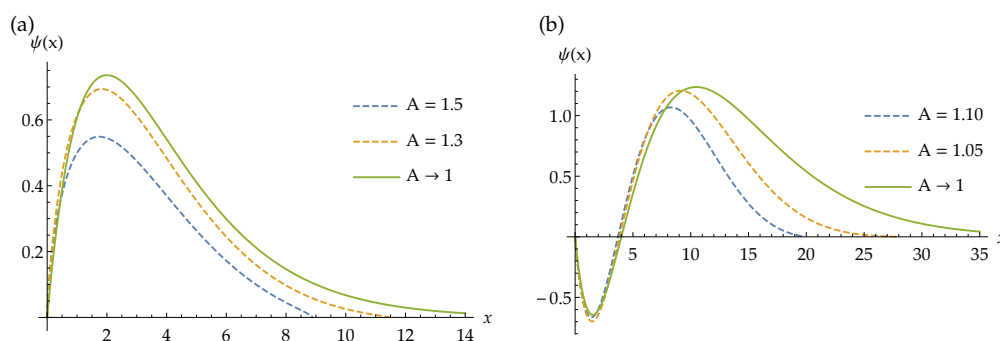 (a)
ψ(x)
0.6
0.4
0.2
2 4 6 8 10 12 14 x
A = 1.5
A = 1.3
A → 1
(b)
ψ(x)
1.0
0.5
-0.5
5 10 15 20 25 30 35
A = 1.10
A = 1.05
A → 1